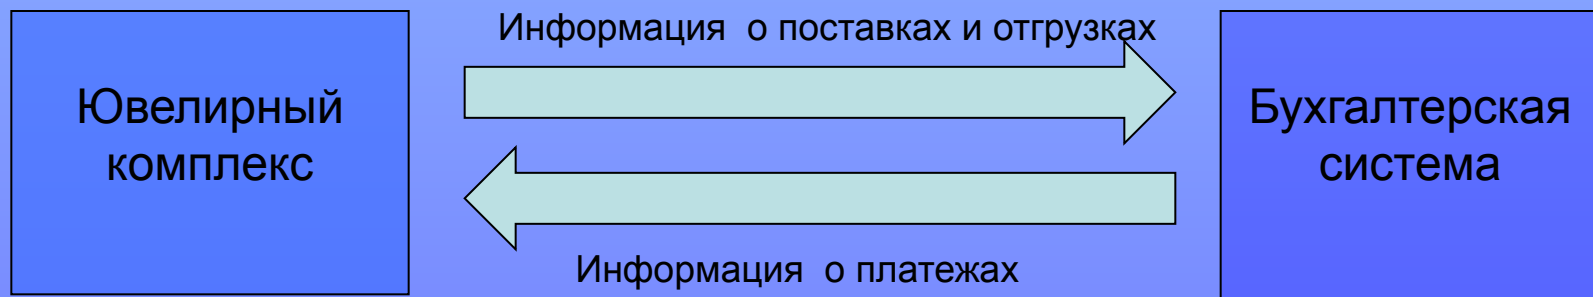 Информация о поставках и отгрузках
Ювелирный
комплекс
Бухгалтерская
система
Информация о платежах